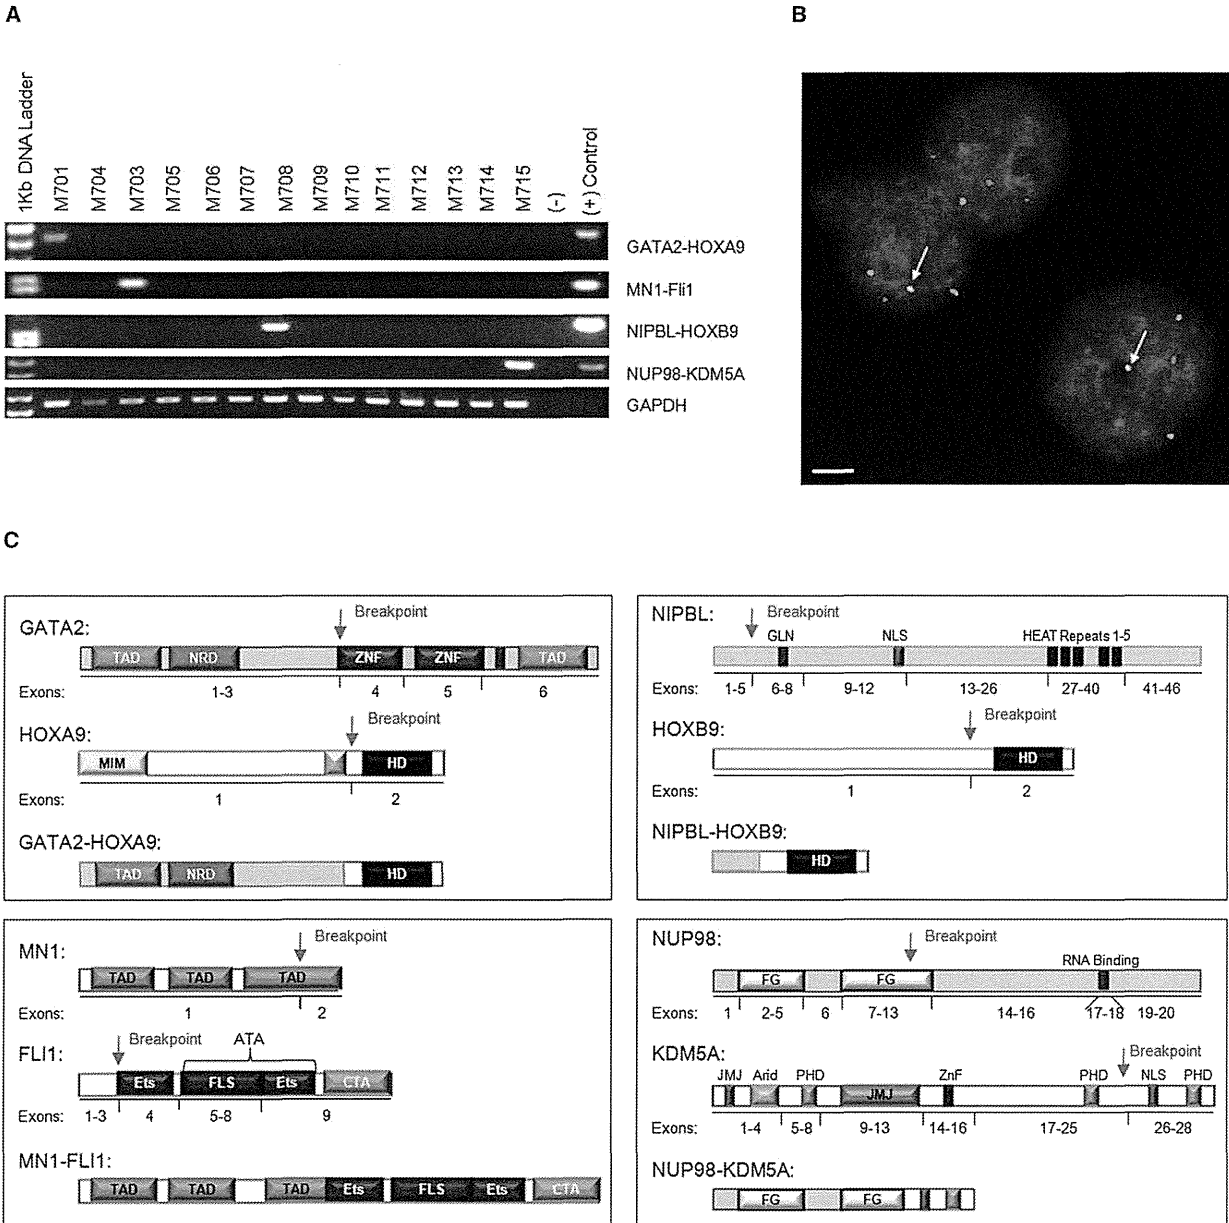 A
B
1Kb DNA Ladder
M701
M704
M703
M705
M706
M707
M708
M709
M710
M711
M712
M713
M714
M715
(-)
(+) Control
GATA2-HOXA9
MN1-Fli1
NIPBL-HOXB9
NUP98-KDM5A
GAPDH
C
GATA2:
Breakpoint
TAD NRD ZNF ZNF TAD
Exons: 1-3 4 5 6
HOXA9:
Breakpoint
MIM HD
Exons: 1 2
GATA2-HOXA9:
TAD NRD HD
NIPBL:
Breakpoint
GLN NLS HEAT Repeats 1-5
Exons: 1-5 6-8 9-12 13-26 27-40 41-46
HOXB9:
Breakpoint
HD
Exons: 1 2
NIPBL-HOXB9:
HD
MN1:
Breakpoint
TAD TAD TAD
Exons: 1 2
FLI1:
Breakpoint ATA
Ets FLS Ets CTA
Exons: 1-3 4 5-8 9
MN1-FLI1:
TAD TAD TAD Ets FLS Ets CTA
NUP98:
Breakpoint
RNA Binding
FG FG
Exons: 1 2-5 6 7-13 14-16 17-18 19-20
KDM5A:
Breakpoint
JMJ Arid PHD ZnF PHD NLS PHD
JMJ
Exons: 1-4 5-8 9-13 14-16 17-25 26-28
NUP98-KDM5A:
FG FG